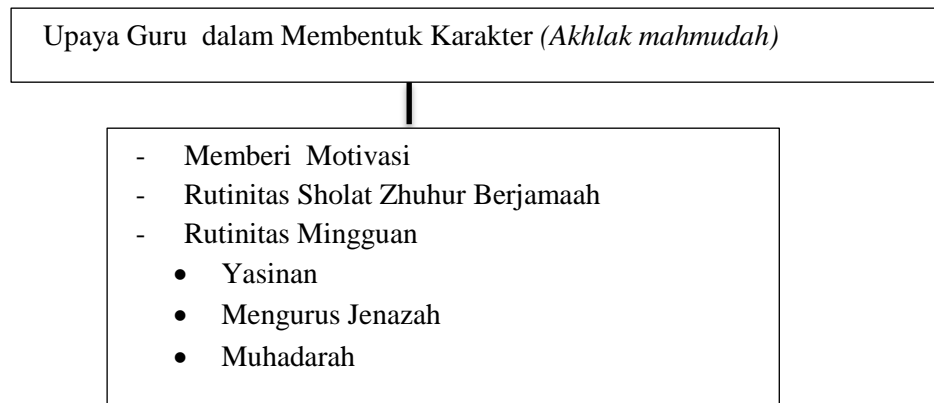 Upaya Guru dalam Membentuk Karakter (Akhlak mahmudah)
- Memberi Motivasi
- Rutinitas Sholat Zhuhur Berjamaah
- Rutinitas Mingguan
• Yasinan
• Mengurus Jenazah
• Muhadarah